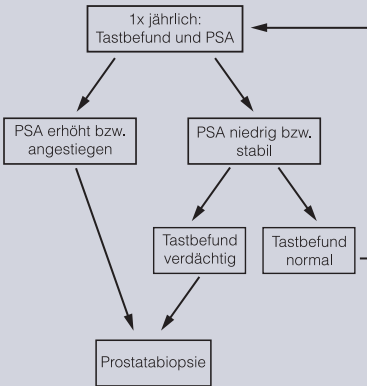 1x jährlich:
Tastbefund und PSA
PSA erhöht bzw.
angestiegen
PSA niedrig bzw.
stabil
Tastbefund
verdächtig
Tastbefund
normal
Prostatabiopsie